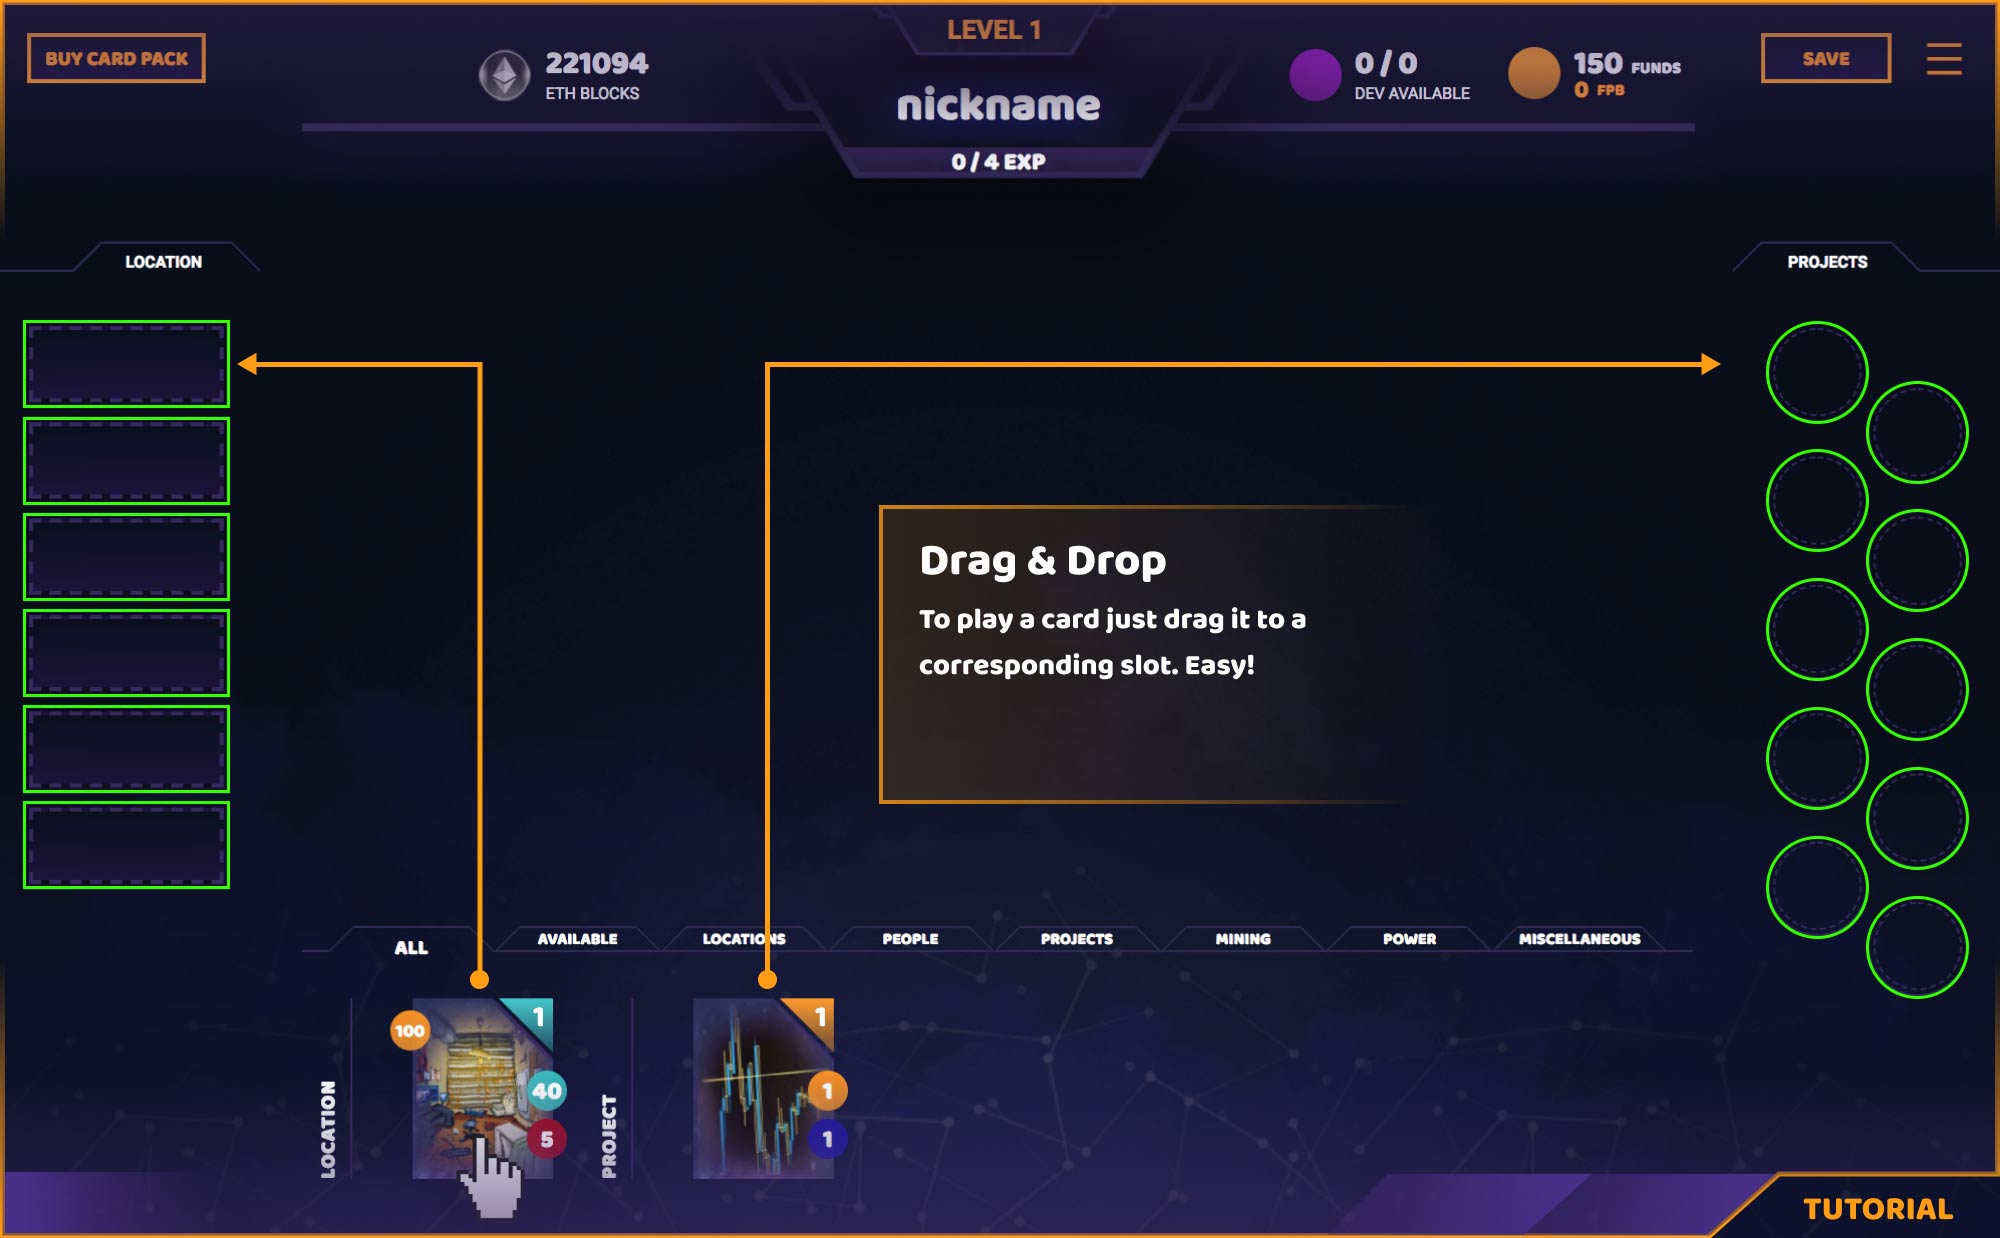 BUY CARD PACK
221094
ETH BLOCKS
LEVEL 1
nickname
0 / 4 EXP
0 / 0
DEV AVAILABLE
150 FUNDS
0 FPB
SAVE
LOCATION
PROJECTS
Drag & Drop
To play a card just drag it to a
corresponding slot. Easy!
ALL
AVAILABLE
LOCATIONS
PEOPLE
PROJECTS
MINING
POWER
MISCELLANEOUS
LOCATION
100
1
40
5
PROJECT
1
1
1
TUTORIAL